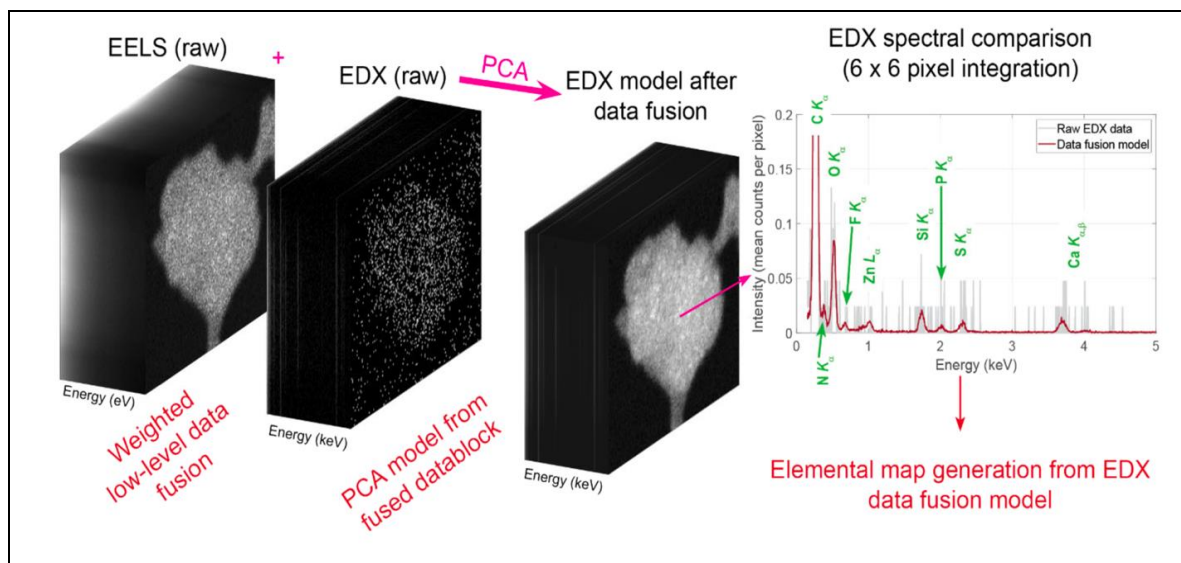 EELS (raw)
+
EDX (raw)
PCA
EDX model after
data fusion
Energy (eV)
Energy (keV)
Energy (keV)
Weighted
low-level data
fusion
PCA model from
fused datablock
EDX spectral comparison
(6 x 6 pixel integration)
Raw EDX data
Data fusion model
Intensity (mean counts per pixel)
0.2
0.15
0.1
0.05
0
C Kα
O Kα
F Kα
Zn Lα
Si Kα
P Kα
S Kα
Ca Kα,β
N Kα
0 1 2 3 4 5
Energy (keV)
Elemental map generation from EDX
data fusion model